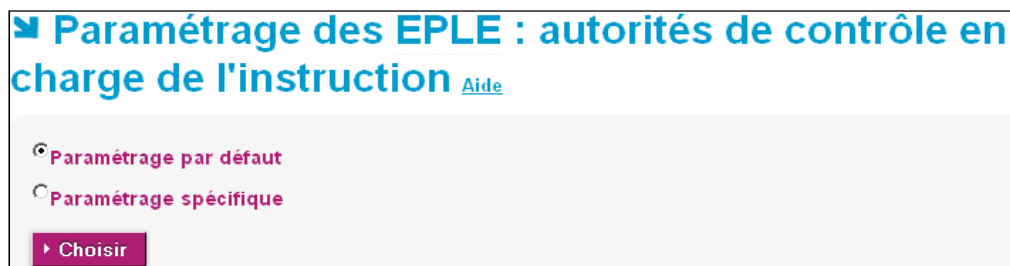 Paramétrage des EPLE : autorités de contrôle en
charge de l'instruction Aide
Paramétrage par défaut
Paramétrage spécifique
Choisir